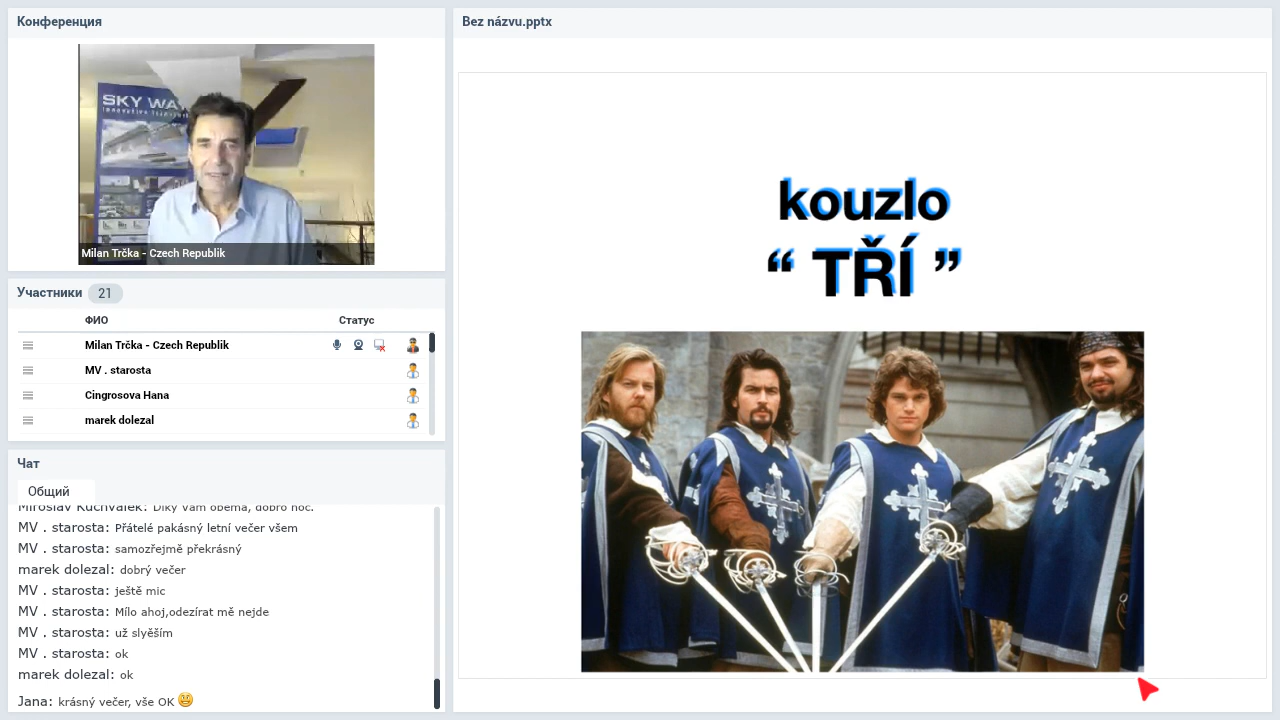 Конференция
SKY WA
Milan Trčka - Czech Republik
Участники 21
ФИО Статус
Milan Trčka - Czech Republik
MV . starosta
Cingrosova Hana
marek dolezal
Чат
Общий
Miroslav Kuchválek: Díky Vám oběma, dobro noc.
MV . starosta: Přátelé pakásný letní večer všem
MV . starosta: samozřejmě překrásný
marek dolezal: dobrý večer
MV . starosta: ještě mic
MV . starosta: Mílo ahoj,odezírat mě nejde
MV . starosta: už slyěším
MV . starosta: ok
marek dolezal: ok
Jana: krásný večer, vše OK
Bez názvu.pptx
kouzlo
“ TŘÍ ”